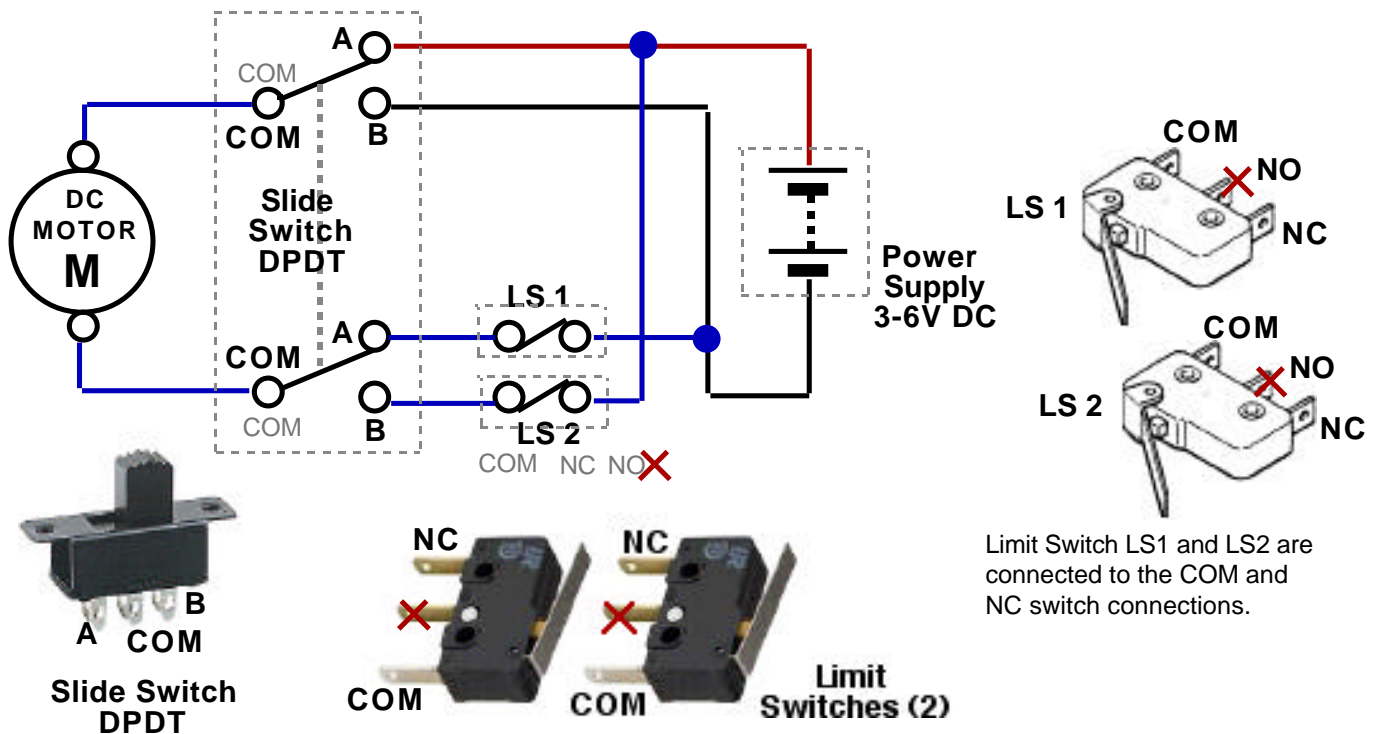 A
COM
COM
B
DC
MOTOR
M
Slide
Switch
DPDT
Power
Supply
3-6V DC
LS 1
A
COM
COM
B
LS 2
COM NC NO
COM
NO
LS 1
NC
COM
NO
LS 2
NC
Limit Switch LS1 and LS2 are
connected to the COM and
NC switch connections.
A
COM
B
Slide Switch
DPDT
NC
COM
NC
COM
Limit
Switches (2)